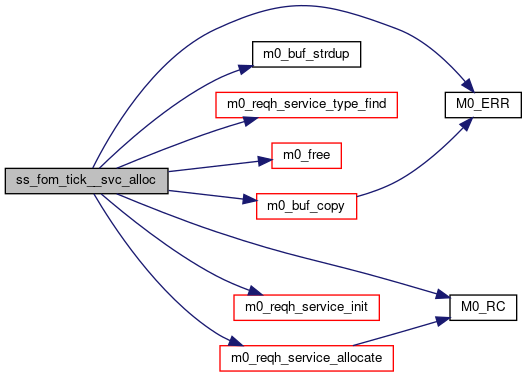 m0_buf_strdup
M0_ERR
m0_reqh_service_type_find
m0_free
ss_fom_tick__svc_alloc
m0_buf_copy
m0_reqh_service_init
M0_RC
m0_reqh_service_allocate